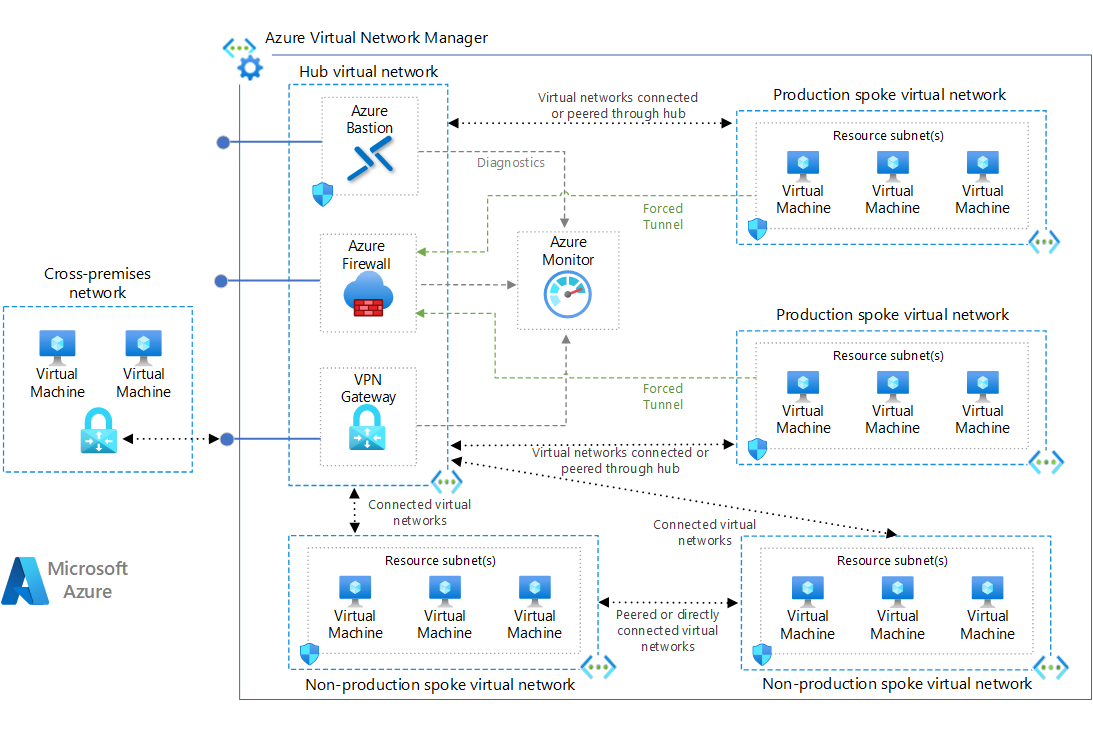 Azure Virtual Network Manager
Hub virtual network
Azure
Bastion
Virtual networks connected
or peered through hub
Production spoke virtual network
Resource subnet(s)
Virtual
Machine
Virtual
Machine
Virtual
Machine
Diagnostics
Forced
Tunnel
Azure
Firewall
Azure
Monitor
Cross-premises
network
Virtual
Machine
Virtual
Machine
Production spoke virtual network
Resource subnet(s)
Virtual
Machine
Virtual
Machine
Virtual
Machine
VPN
Gateway
Forced
Tunnel
Virtual networks connected or
peered through hub
Connected virtual
networks
Connected virtual
networks
Microsoft
Azure
Resource subnet(s)
Virtual
Machine
Virtual
Machine
Virtual
Machine
Non-production spoke virtual network
Peered or directly
connected virtual
networks
Resource subnet(s)
Virtual
Machine
Virtual
Machine
Virtual
Machine
Non-production spoke virtual network